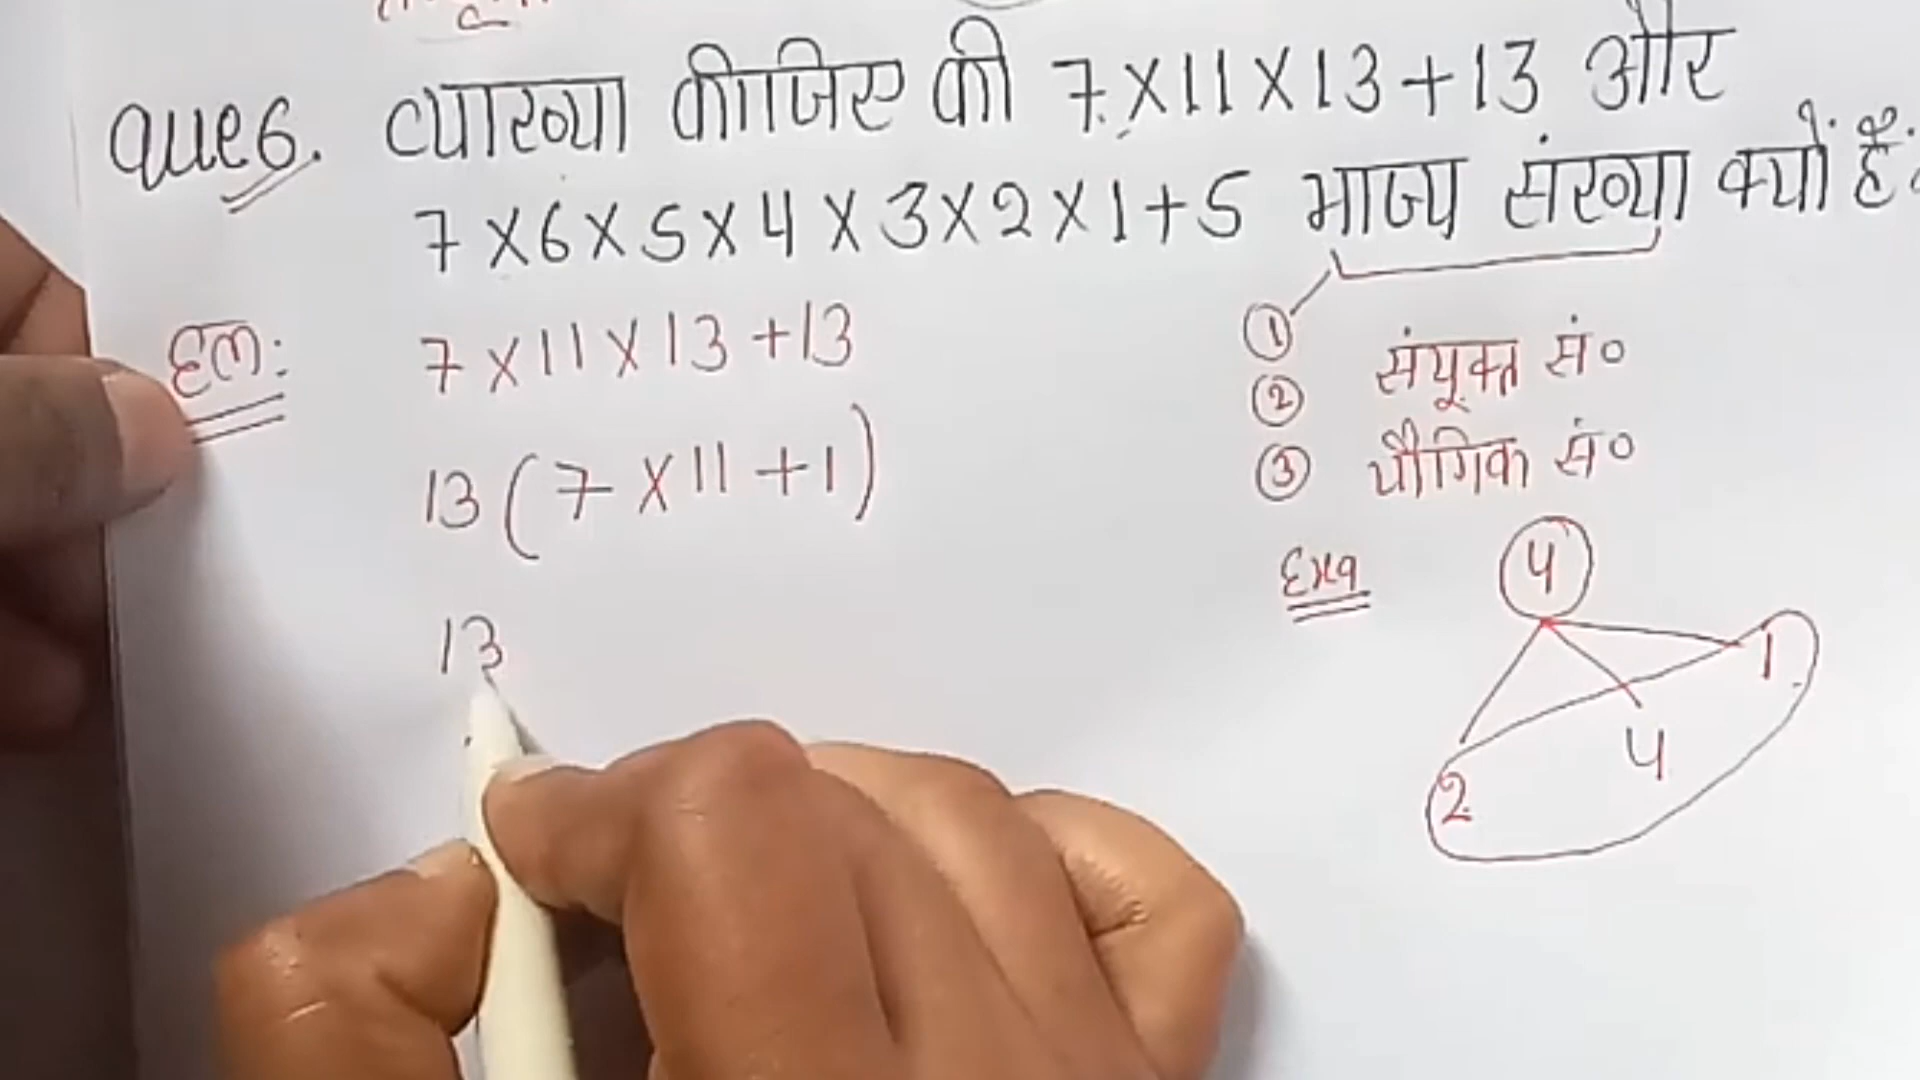 Que6. व्याख्या कीजिए की 7×11×13+13 और
7×6×5×4×3×2×1+5 भाज्य संख्या क्यों हैं
हल: 7×11×13+13
13(7×11+1)
13
①
② संयूक्त सं०
③ यौगिक सं०
Exa 4
1
4
2